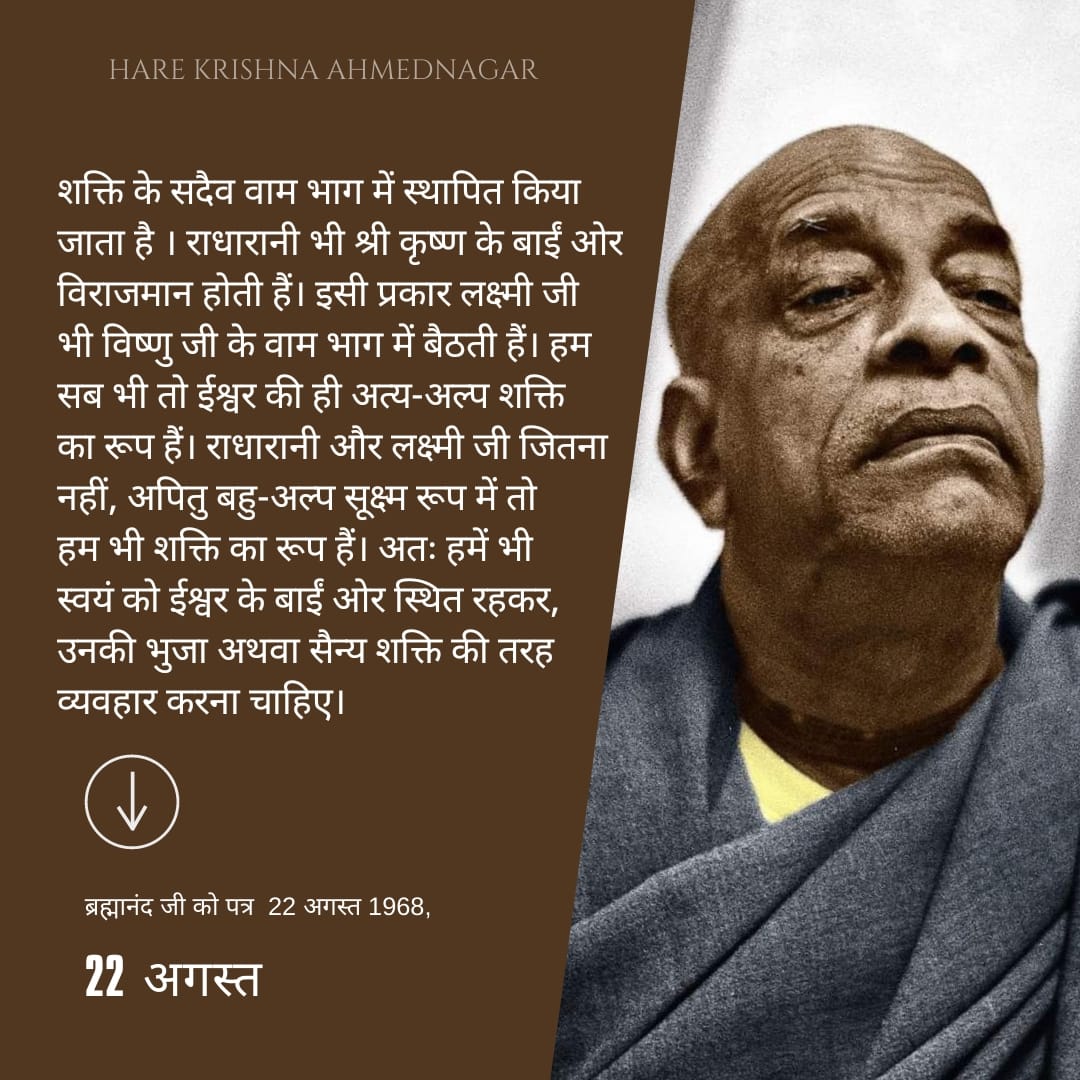 HARE KRISHNA AHMEDNAGAR
शक्ति के सदैव वाम भाग में स्थापित किया
जाता है । राधारानी भी श्री कृष्ण के बाईं ओर
विराजमान होती हैं। इसी प्रकार लक्ष्मी जी
भी विष्णु जी के वाम भाग में बैठती हैं। हम
सब भी तो ईश्वर की ही अत्य-अल्प शक्ति
का रूप हैं। राधारानी और लक्ष्मी जी जितना
नहीं, अपितु बहु-अल्प सूक्ष्म रूप में तो
हम भी शक्ति का रूप हैं। अतः हमें भी
स्वयं को ईश्वर के बाईं ओर स्थित रहकर,
उनकी भुजा अथवा सैन्य शक्ति की तरह
व्यवहार करना चाहिए।
ब्रह्मानंद जी को पत्र 22 अगस्त 1968,
22 अगस्त